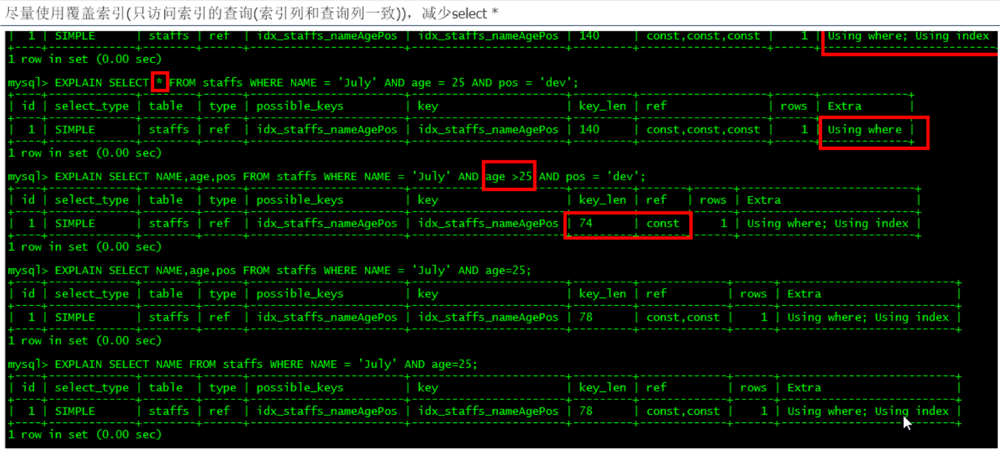 尽量使用覆盖索引(只访问索引的查询(索引列和查询列一致))，减少select *
| 1 | SIMPLE | staffs | ref | idx_staffs_nameAgePos | idx_staffs_nameAgePos | 140 | const,const,const | 1 | Using where; Using index
1 row in set (0.00 sec)
mysql> EXPLAIN SELECT * FROM staffs WHERE NAME = 'July' AND age = 25 AND pos = 'dev';
| id | select_type | table | type | possible_keys | key | key_len | ref | rows | Extra |
| 1 | SIMPLE | staffs | ref | idx_staffs_nameAgePos | idx_staffs_nameAgePos | 140 | const,const,const | 1 | Using where |
1 row in set (0.00 sec)
mysql> EXPLAIN SELECT NAME,age,pos FROM staffs WHERE NAME = 'July' AND age >25 AND pos = 'dev';
| id | select_type | table | type | possible_keys | key | key_len | ref | rows | Extra |
| 1 | SIMPLE | staffs | ref | idx_staffs_nameAgePos | idx_staffs_nameAgePos | 74 | const | 1 | Using where; Using index |
1 row in set (0.00 sec)
mysql> EXPLAIN SELECT NAME,age,pos FROM staffs WHERE NAME = 'July' AND age=25;
| id | select_type | table | type | possible_keys | key | key_len | ref | rows | Extra |
| 1 | SIMPLE | staffs | ref | idx_staffs_nameAgePos | idx_staffs_nameAgePos | 78 | const,const | 1 | Using where; Using index |
1 row in set (0.00 sec)
mysql> EXPLAIN SELECT NAME FROM staffs WHERE NAME = 'July' AND age=25;
| id | select_type | table | type | possible_keys | key | key_len | ref | rows | Extra |
| 1 | SIMPLE | staffs | ref | idx_staffs_nameAgePos | idx_staffs_nameAgePos | 78 | const,const | 1 | Using where; Using index |
1 row in set (0.00 sec)